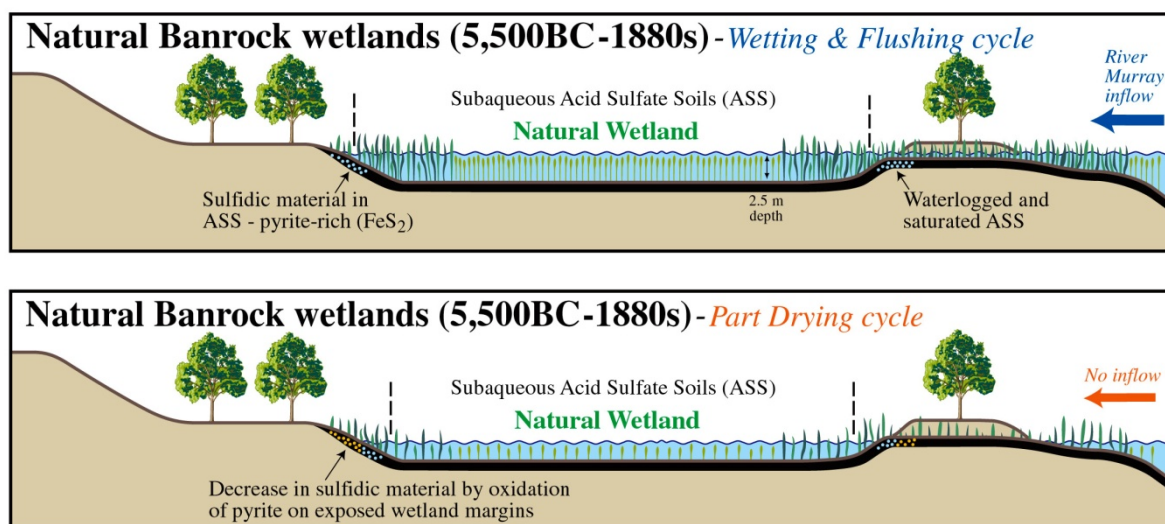 Natural Banrock wetlands (5,500BC-1880s) - Wetting & Flushing cycle
River
Murray
inflow
Subaqueous Acid Sulfate Soils (ASS)
Natural Wetland
Sulfidic material in
ASS - pyrite-rich (FeS₂)
2.5 m
depth
Waterlogged and
saturated ASS
Natural Banrock wetlands (5,500BC-1880s) - Part Drying cycle
Subaqueous Acid Sulfate Soils (ASS)
No inflow
Natural Wetland
Decrease in sulfidic material by oxidation
of pyrite on exposed wetland margins